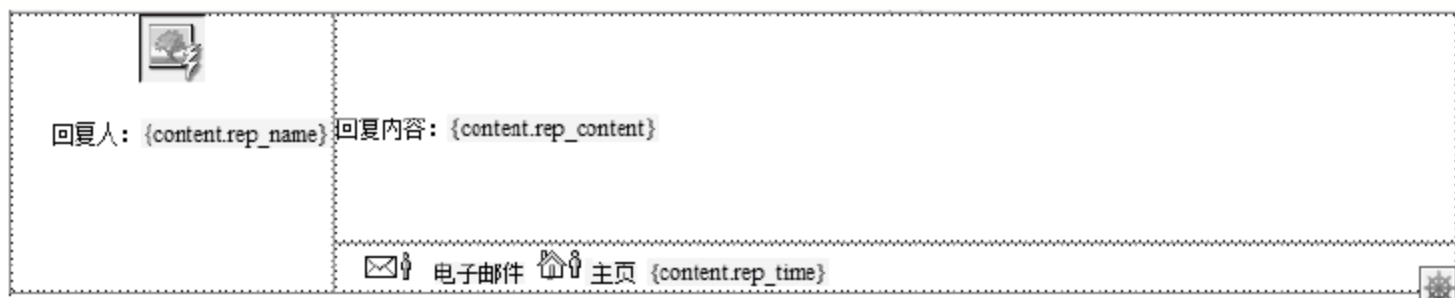 回复人：{content.rep_name}
回复内容：{content.rep_content}
电子邮件 主页 {content.rep_time}